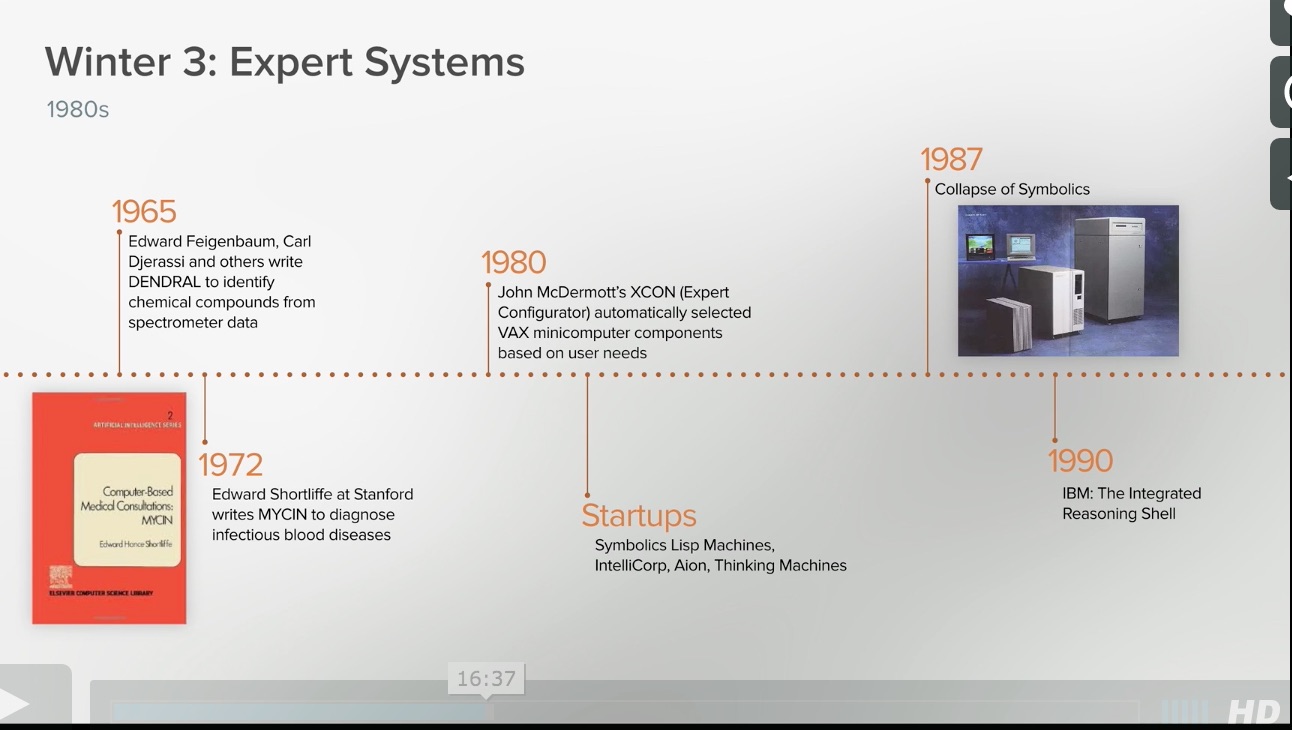 Winter 3: Expert Systems
1980s
1965
Edward Feigenbaum, Carl
Djerassi and others write
DENDRAL to identify
chemical compounds from
spectrometer data
1980
John McDermott's XCON (Expert
Configurator) automatically selected
VAX minicomputer components
based on user needs
1987
Collapse of Symbolics
2
ARTIFICIAL INTELLIGENCE SERIES
Computer-Based
Medical Consultations:
MYCIN
Edward Hance Shortliffe
ELSEVIER COMPUTER SCIENCE LIBRARY
1972
Edward Shortliffe at Stanford
writes MYCIN to diagnose
infectious blood diseases
Startups
Symbolics Lisp Machines,
IntelliCorp, Aion, Thinking Machines
1990
IBM: The Integrated
Reasoning Shell
16:37
HD